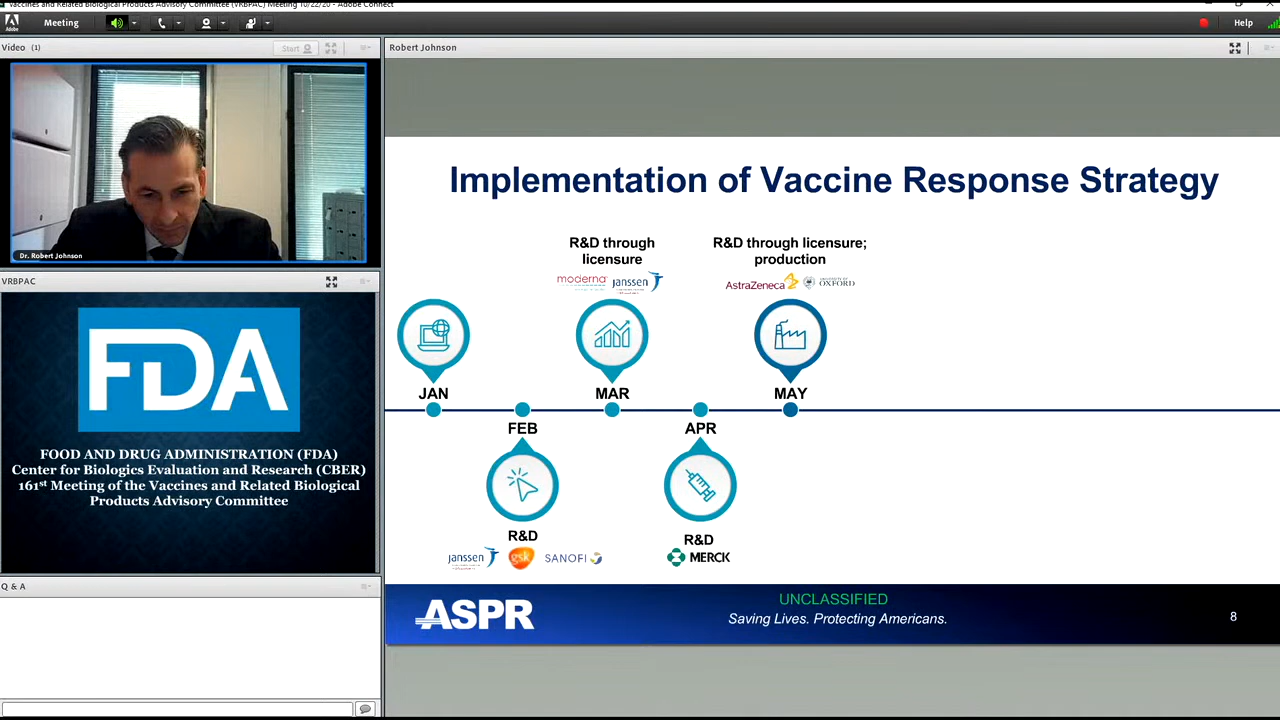 Vaccines and Related Biological Products Advisory Committee (VRBPAC) Meeting 10/22/20 - Adobe Connect
Adobe
Meeting
Help
Video (1)
Start
Dr. Robert Johnson
VRBPAC
FDA
FOOD AND DRUG ADMINISTRATION (FDA)
Center for Biologics Evaluation and Research (CBER)
161st Meeting of the Vaccines and Related Biological
Products Advisory Committee
Q & A
Robert Johnson
Implementation of Vaccine Response Strategy
R&D through
licensure
moderna janssen
R&D through licensure;
production
AstraZeneca UNIVERSITY OF OXFORD
JAN
MAR
MAY
FEB
APR
R&D
janssen gsk SANOFI
R&D
MERCK
ASPR
UNCLASSIFIED
Saving Lives. Protecting Americans.
8